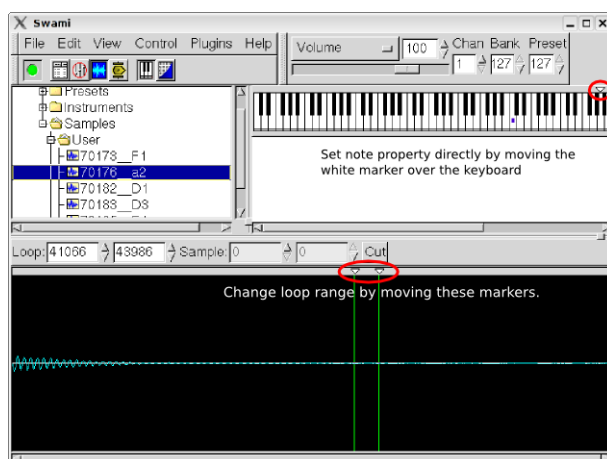 Swami
File Edit View Control Plugins Help
Volume 100 Chan Bank Preset
1 127 127
Presets
Instruments
Samples
User
70173__F1
70176__a2
70182__D1
70183__D3
Set note property directly by moving the
white marker over the keyboard
Loop: 41066 43986 Sample: 0 0 Cut
Change loop range by moving these markers.